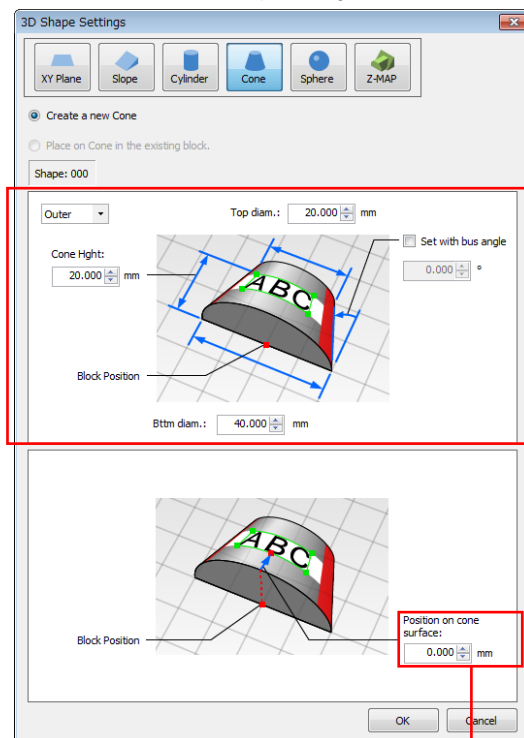 3D Shape Settings
XY Plane Slope Cylinder Cone Sphere Z-MAP
Create a new Cone
Place on Cone in the existing block.
Shape: 000
Outer Top diam.: 20.000 mm
Set with bus angle
Cone Hght:
0.000 °
20.000 mm
ABC
Block Position
Bttm diam.: 40.000 mm
ABC
Position on cone
surface:
Block Position
0.000 mm
OK Cancel